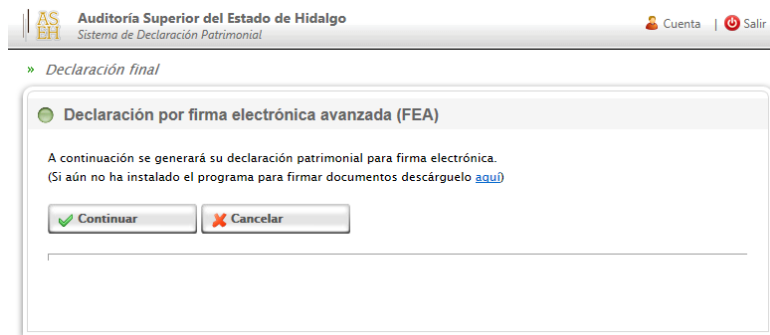 ASEH
Auditoría Superior del Estado de Hidalgo
Sistema de Declaración Patrimonial
Cuenta | Salir
» Declaración final
Declaración por firma electrónica avanzada (FEA)
A continuación se generará su declaración patrimonial para firma electrónica.
(Si aún no ha instalado el programa para firmar documentos descárguelo aquí)
Continuar
Cancelar